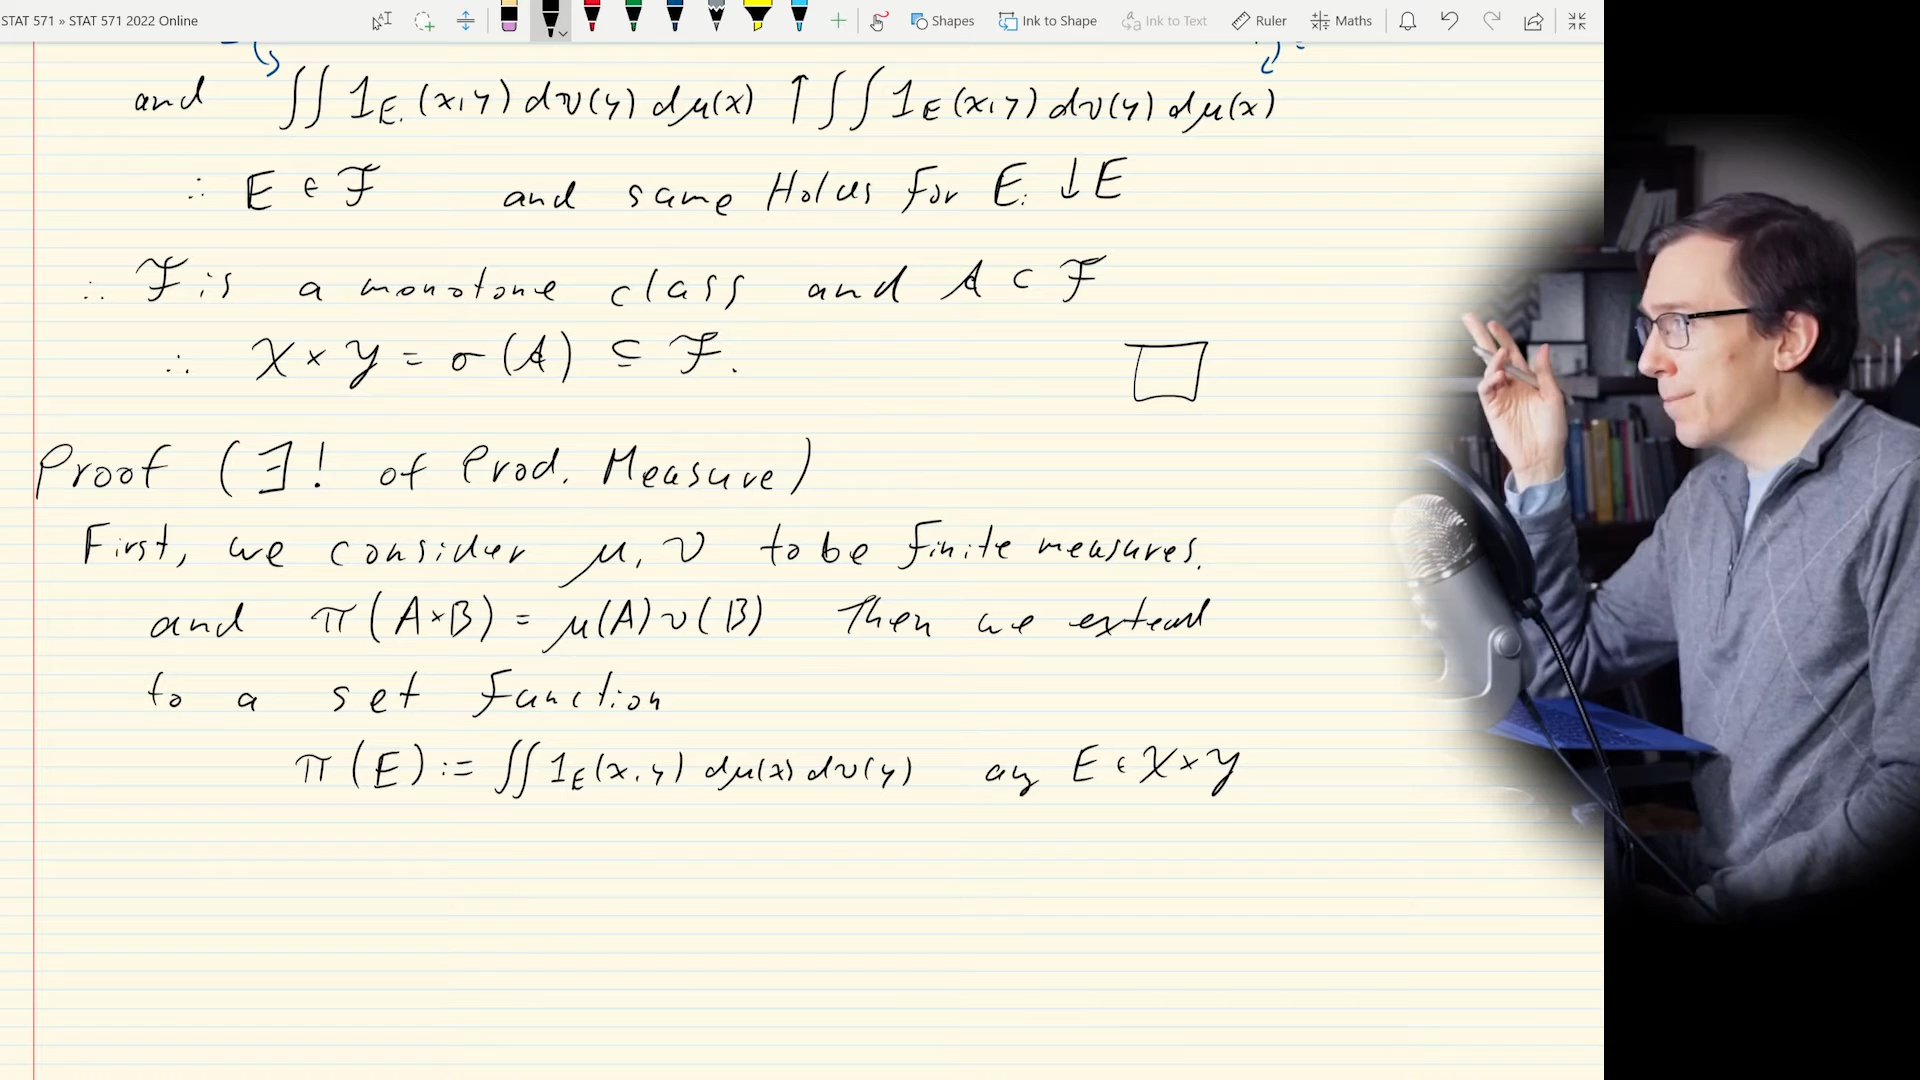 STAT 571 » STAT 571 2022 Online
Shapes Ink to Shape Ink to Text Ruler Maths
and ∫∫ 1_{E_i}(x,y) dν(y) dμ(x) ↑ ∫∫ 1_E(x,y) dν(y) dμ(x)
∴ E ∈ ℱ and same Holds for E_i ↓ E
∴ ℱ is a monotone class and 𝒜 ⊂ ℱ
∴ 𝒳 × 𝒴 = σ(𝒜) ⊆ ℱ. □
Proof (∃! of Prod. Measure)
First, we consider μ, ν to be finite measures.
and π(A×B) = μ(A)ν(B) Then we extend
to a set function
π(E) := ∫∫ 1_E(x,y) dμ(x) dν(y) any E ∈ 𝒳×𝒴